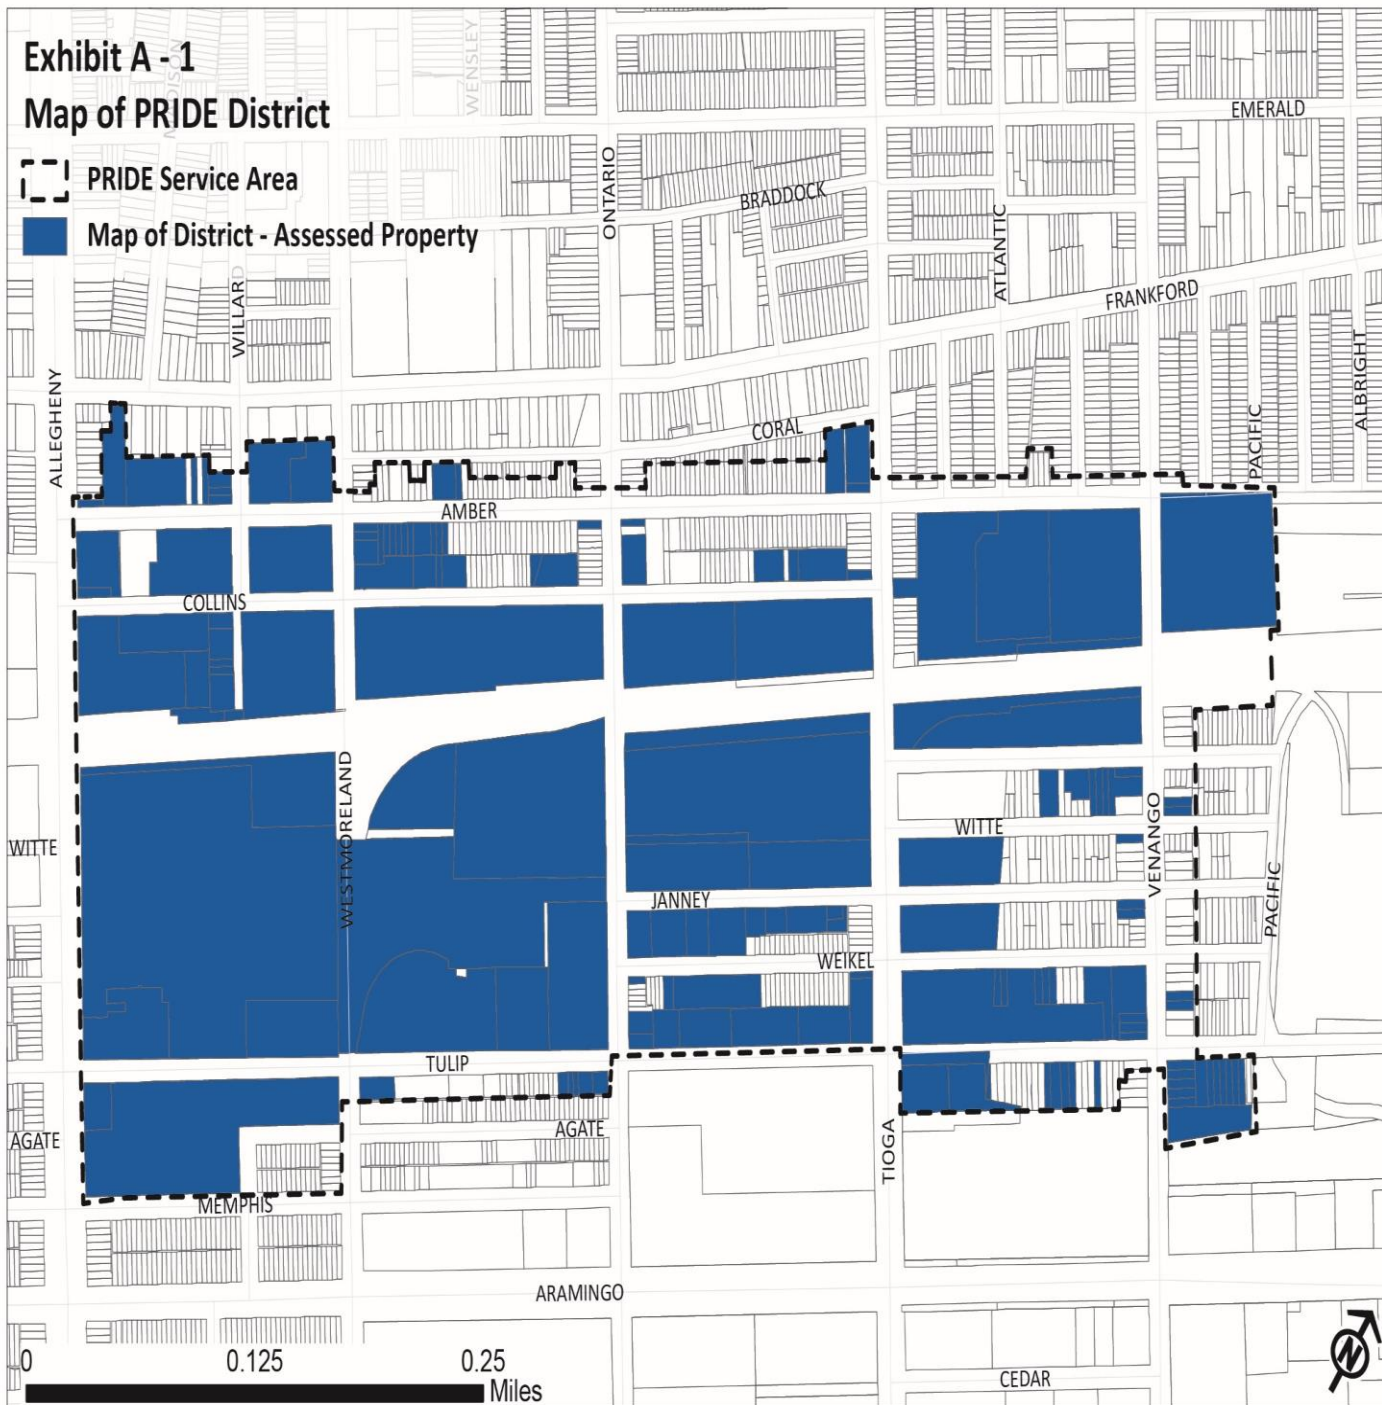 Exhibit A - 1
Map of PRIDE District
PRIDE Service Area
Map of District - Assessed Property
WENSLEY
EMERALD
ONTARIO
BRADDOCK
ATLANTIC
WILLARD
FRANKFORD
ALLEGHENY
ALBRIGHT
PACIFIC
CORAL
AMBER
COLLINS
WESTMORELAND
VENANGO
WITTE
WITTE
JANNEY
PACIFIC
WEIKEL
TULIP
AGATE
AGATE
TIOGA
MEMPHIS
ARAMINGO
0 0.125 0.25
Miles
CEDAR
N